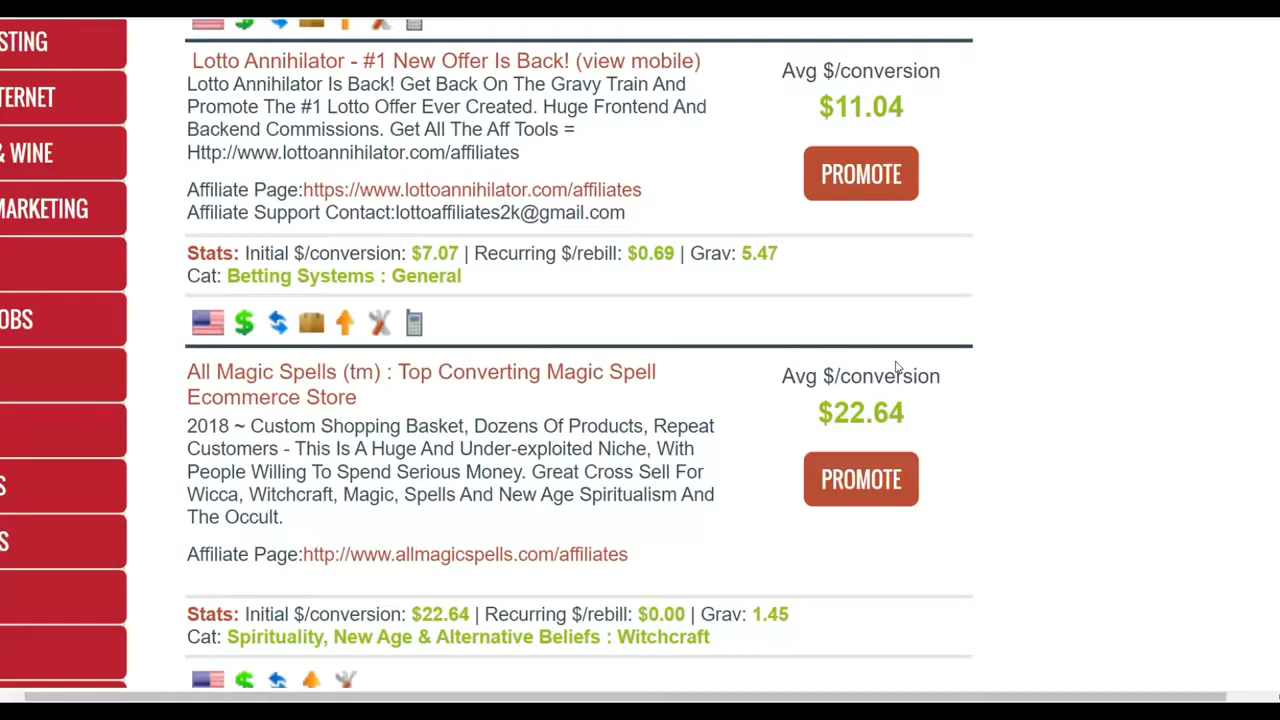 STING
TERNET
& WINE
MARKETING
OBS
S
S
Lotto Annihilator - #1 New Offer Is Back! (view mobile)
Lotto Annihilator Is Back! Get Back On The Gravy Train And
Promote The #1 Lotto Offer Ever Created. Huge Frontend And
Backend Commissions. Get All The Aff Tools =
Http://www.lottoannihilator.com/affiliates
Affiliate Page:https://www.lottoannihilator.com/affiliates
Affiliate Support Contact:lottoaffiliates2k@gmail.com
Avg $/conversion
$11.04
PROMOTE
Stats: Initial $/conversion: $7.07 | Recurring $/rebill: $0.69 | Grav: 5.47
Cat: Betting Systems : General
All Magic Spells (tm) : Top Converting Magic Spell
Ecommerce Store
2018 ~ Custom Shopping Basket, Dozens Of Products, Repeat
Customers - This Is A Huge And Under-exploited Niche, With
People Willing To Spend Serious Money. Great Cross Sell For
Wicca, Witchcraft, Magic, Spells And New Age Spiritualism And
The Occult.
Affiliate Page:http://www.allmagicspells.com/affiliates
Avg $/conversion
$22.64
PROMOTE
Stats: Initial $/conversion: $22.64 | Recurring $/rebill: $0.00 | Grav: 1.45
Cat: Spirituality, New Age & Alternative Beliefs : Witchcraft